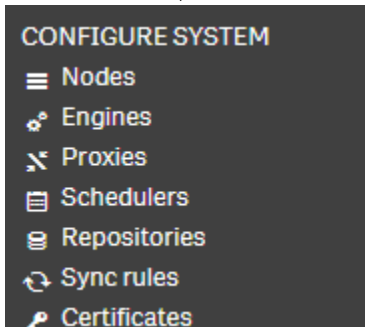 CONFIGURE SYSTEM
Nodes
Engines
Proxies
Schedulers
Repositories
Sync rules
Certificates